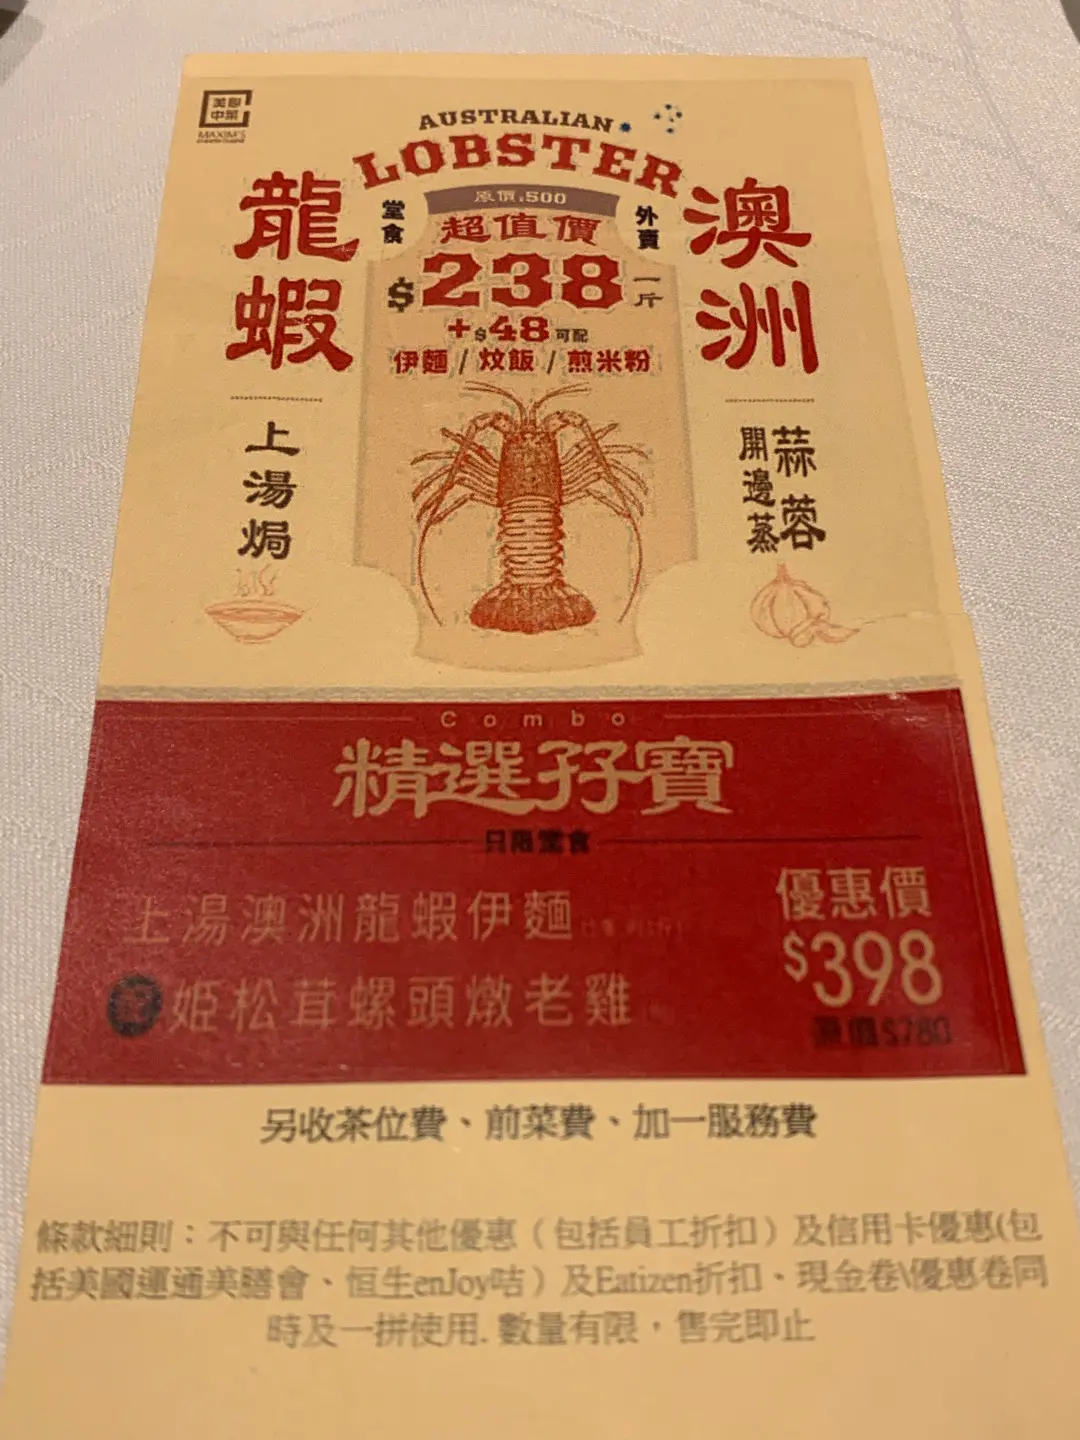 美心
中菜
MAXIM'S
AUSTRALIAN
LOBSTER
澳洲
龍蝦
堂食
外賣
原價$500
超值價
$238一斤
+$48可配
伊麵 / 炆飯 / 煎米粉
上湯焗
蒜蓉
開邊蒸
Combo
精選孖寶
只限堂食
上湯澳洲龍蝦伊麵
姬松茸螺頭燉老雞
優惠價
$398
原價$780
另收茶位費、前菜費、加一服務費
條款細則：不可與任何其他優惠（包括員工折扣）及信用卡優惠(包
括美國運通美膳會、恒生enJoy咭）及Eatizen折扣、現金卷\優惠卷同
時及一拼使用. 數量有限，售完即止